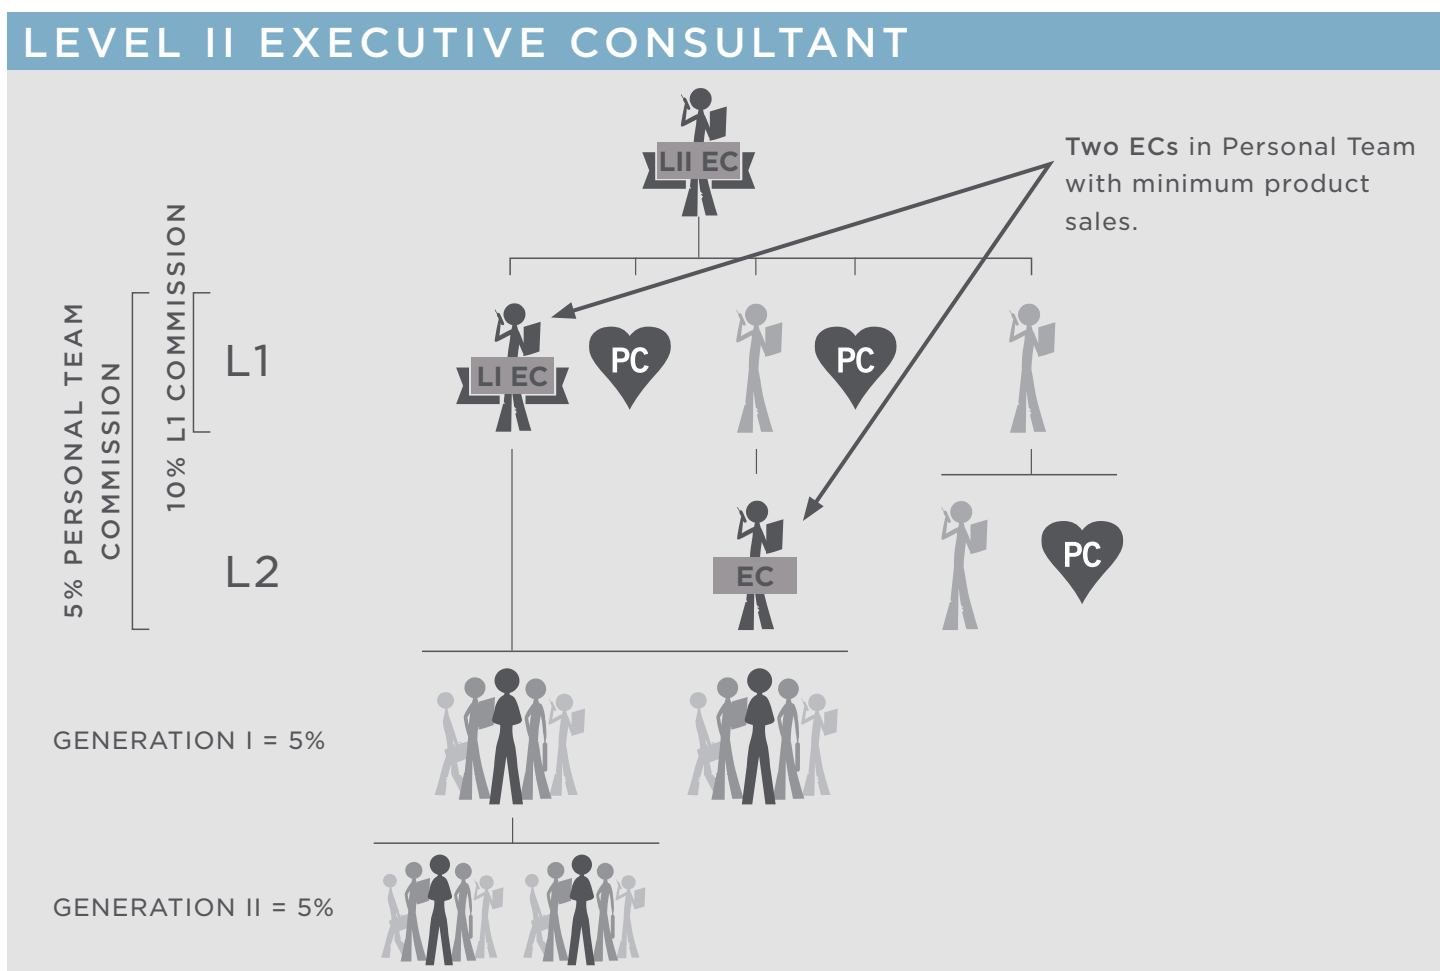 LEVEL II EXECUTIVE CONSULTANT
LII EC
Two ECs in Personal Team
with minimum product
sales.
5% PERSONAL TEAM
COMMISSION
10% L1 COMMISSION
L1
LI EC
PC
PC
L2
EC
PC
GENERATION I = 5%
GENERATION II = 5%